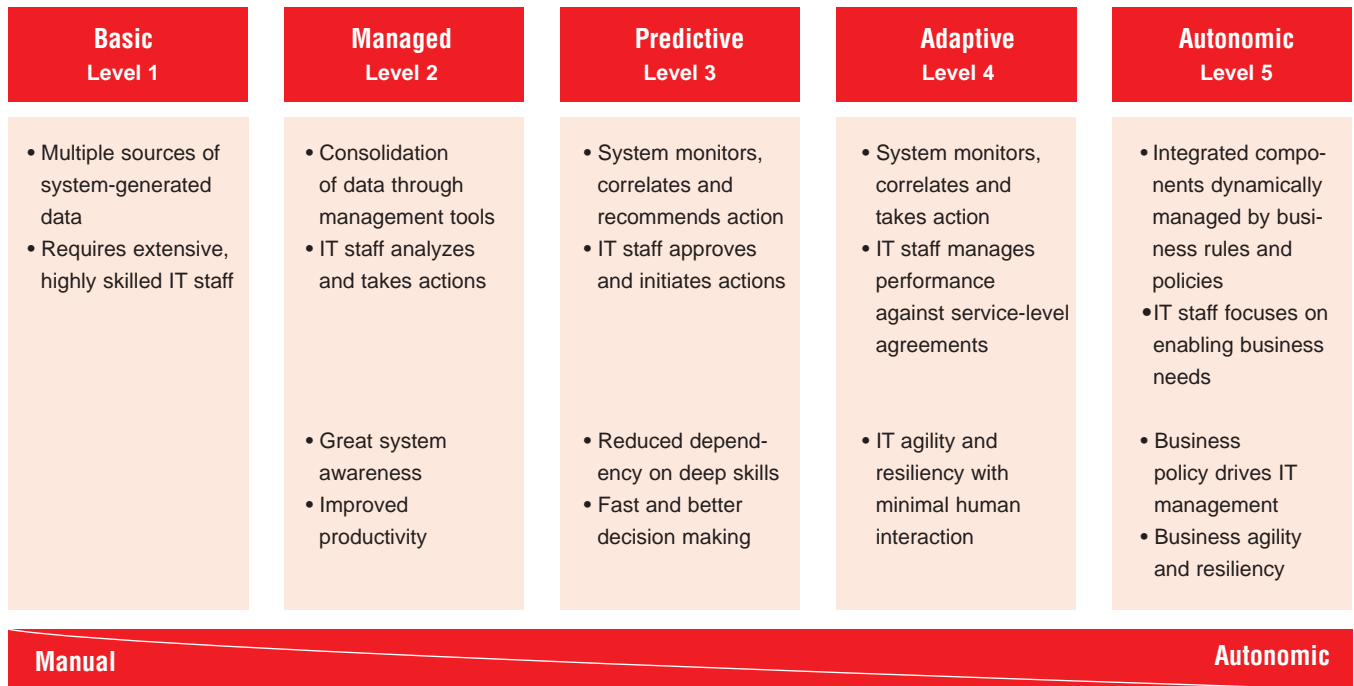 Basic
Level 1
• Multiple sources of
system-generated
data
• Requires extensive,
highly skilled IT staff
Managed
Level 2
• Consolidation
of data through
management tools
• IT staff analyzes
and takes actions
• Great system
awareness
• Improved
productivity
Predictive
Level 3
• System monitors,
correlates and
recommends action
• IT staff approves
and initiates actions
• Reduced depend-
ency on deep skills
• Fast and better
decision making
Adaptive
Level 4
• System monitors,
correlates and
takes action
• IT staff manages
performance
against service-level
agreements
• IT agility and
resiliency with
minimal human
interaction
Autonomic
Level 5
• Integrated compo-
nents dynamically
managed by busi-
ness rules and
policies
•IT staff focuses on
enabling business
needs
• Business
policy drives IT
management
• Business agility
and resiliency
Manual
Autonomic